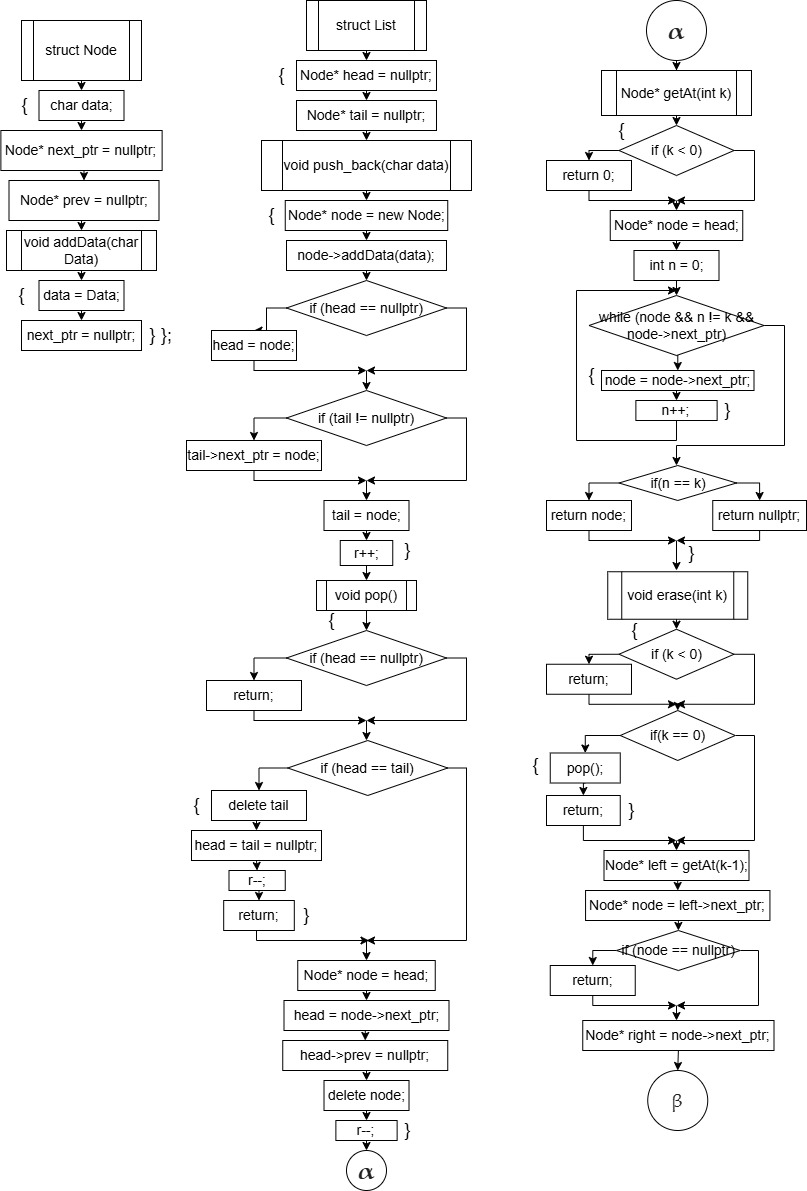 struct Node
{
char data;
Node* next_ptr = nullptr;
Node* prev = nullptr;
void addData(char
Data)
{
data = Data;
next_ptr = nullptr;
} };
struct List
{
Node* head = nullptr;
Node* tail = nullptr;
void push_back(char data)
{
Node* node = new Node;
node->addData(data);
if (head == nullptr)
head = node;
if (tail != nullptr)
tail->next_ptr = node;
tail = node;
r++;
}
void pop()
{
if (head == nullptr)
return;
if (head == tail)
{
delete tail
head = tail = nullptr;
r--;
return;
}
Node* node = head;
head = node->next_ptr;
head->prev = nullptr;
delete node;
r--;
}
α
α
Node* getAt(int k)
{
if (k < 0)
return 0;
Node* node = head;
int n = 0;
while (node && n != k &&
node->next_ptr)
{
node = node->next_ptr;
n++;
}
if(n == k)
return node;
return nullptr;
}
void erase(int k)
{
if (k < 0)
return;
if(k == 0)
{
pop();
return;
}
Node* left = getAt(k-1);
Node* node = left->next_ptr;
if (node == nullptr)
return;
Node* right = node->next_ptr;
β